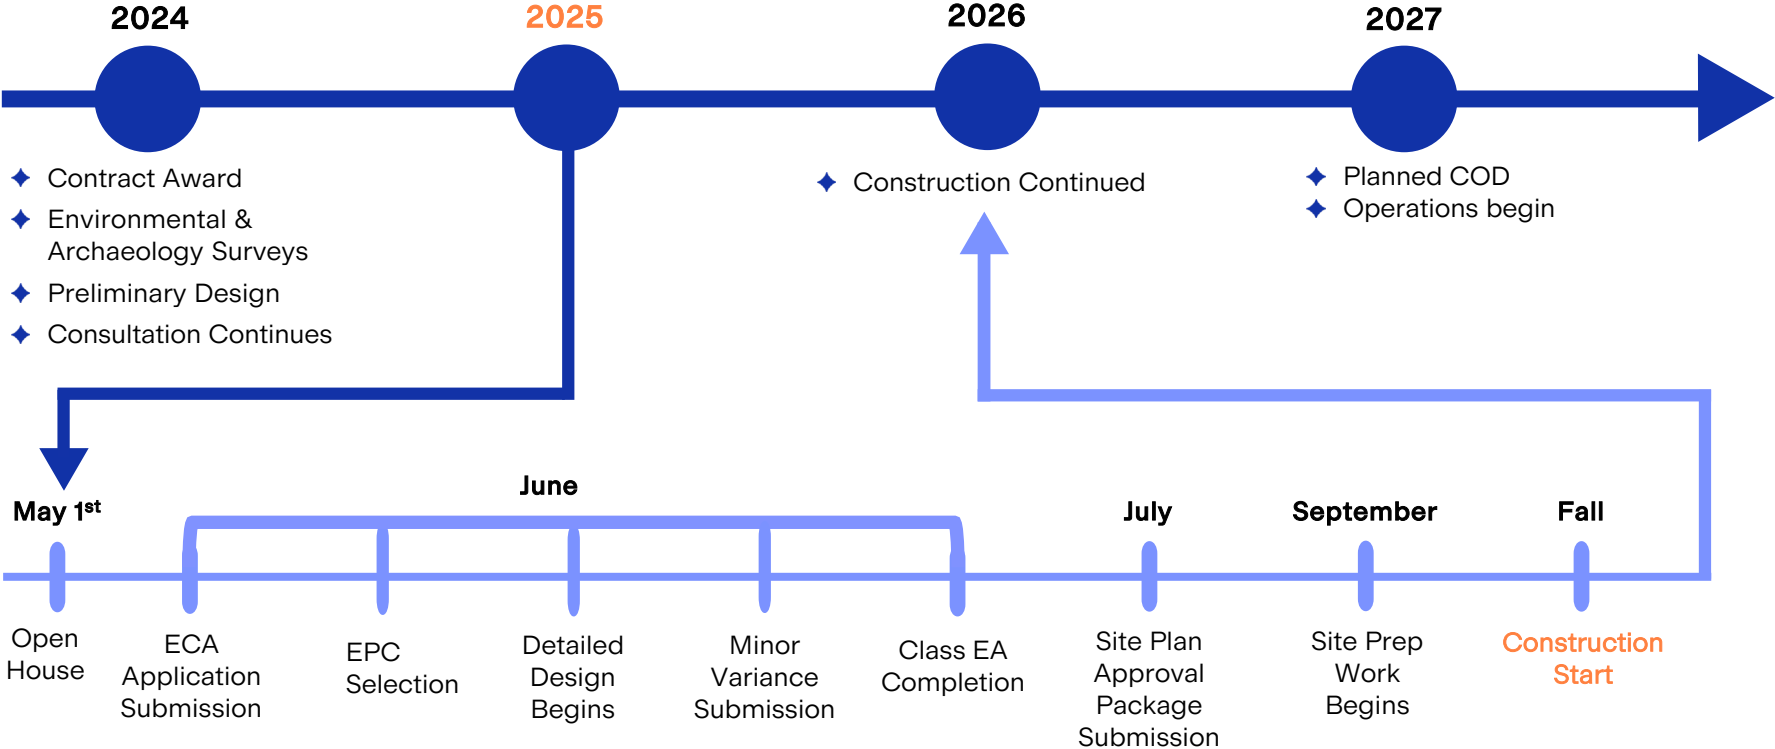 2024
2025
2026
2027
Contract Award
Environmental &
Archaeology Surveys
Preliminary Design
Consultation Continues
Construction Continued
Planned COD
Operations begin
May 1st
June
July
September
Fall
Open
House
ECA
Application
Submission
EPC
Selection
Detailed
Design
Begins
Minor
Variance
Submission
Class EA
Completion
Site Plan
Approval
Package
Submission
Site Prep
Work
Begins
Construction
Start